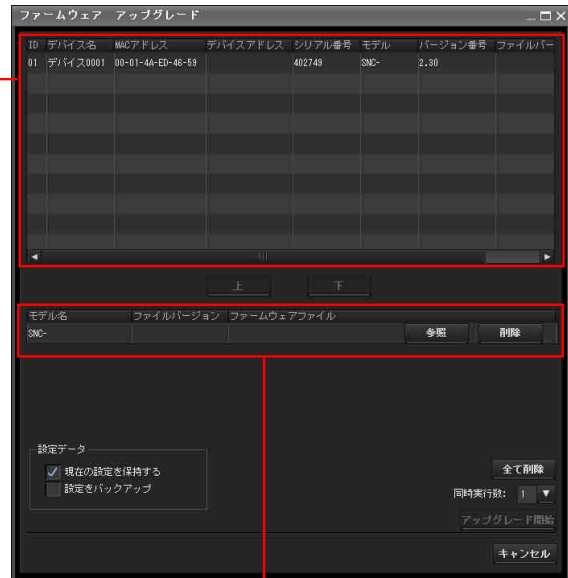 ファームウェア アップグレード
ID デバイス名 MACアドレス デバイスアドレス シリアル番号 モデル バージョン番号 ファイルバー
01 デバイス0001 00-01-4A-ED-46-59 402749 SNC- 2.30
上 下
モデル名 ファイルバージョン ファームウェアファイル
SNC- 参照 削除
設定データ
現在の設定を保持する
設定をバックアップ
全て削除
同時実行数: 1
アップグレード開始
キャンセル